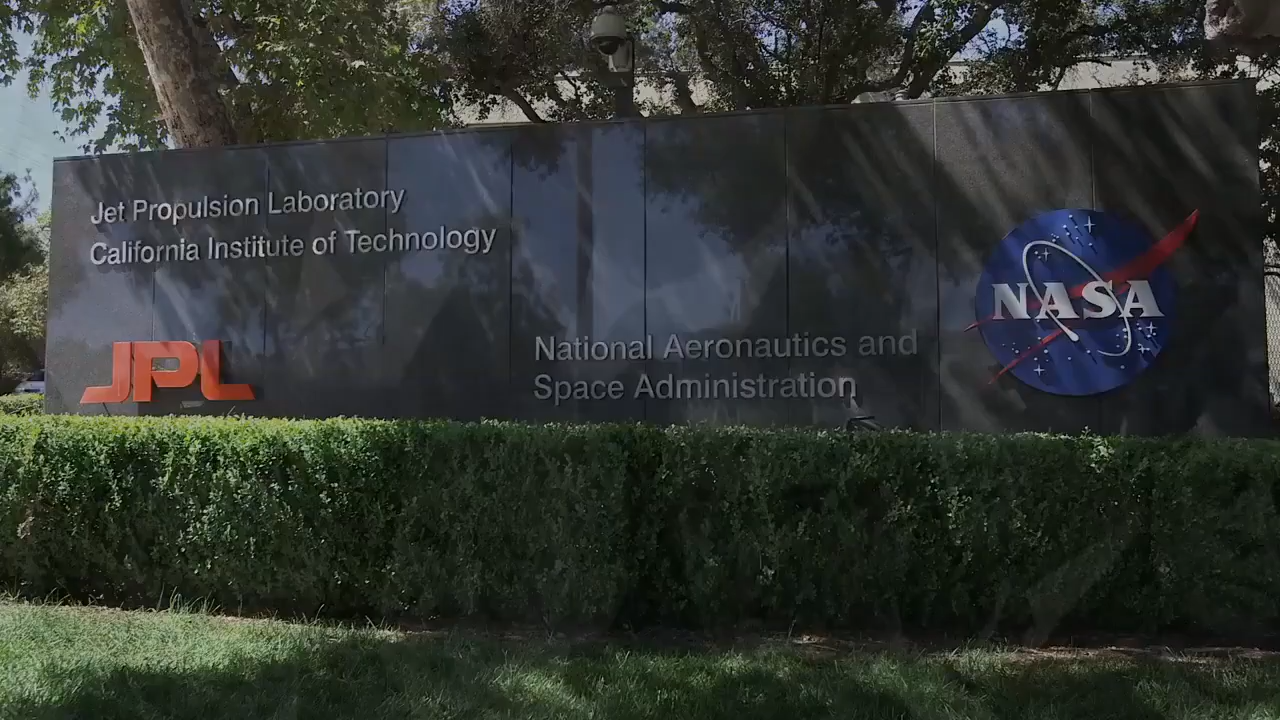 Jet Propulsion Laboratory
California Institute of Technology
JPL
National Aeronautics and
Space Administration
NASA